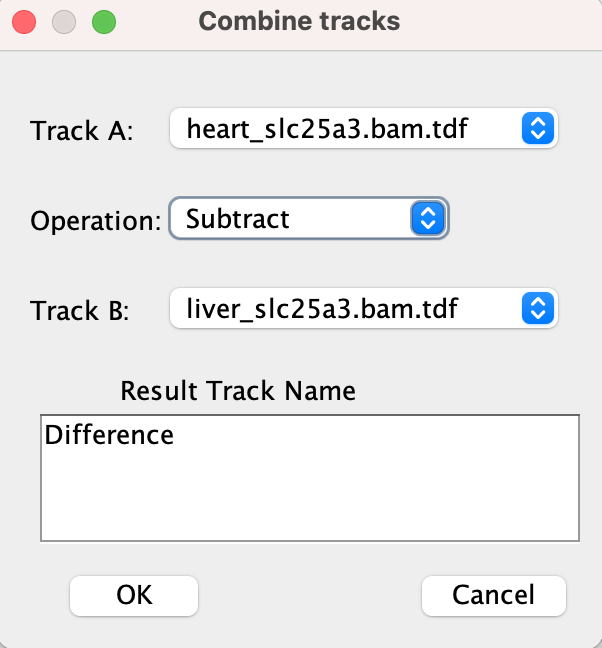 Combine tracks
Track A: heart_slc25a3.bam.tdf
Operation: Subtract
Track B: liver_slc25a3.bam.tdf
Result Track Name
Difference
OK Cancel